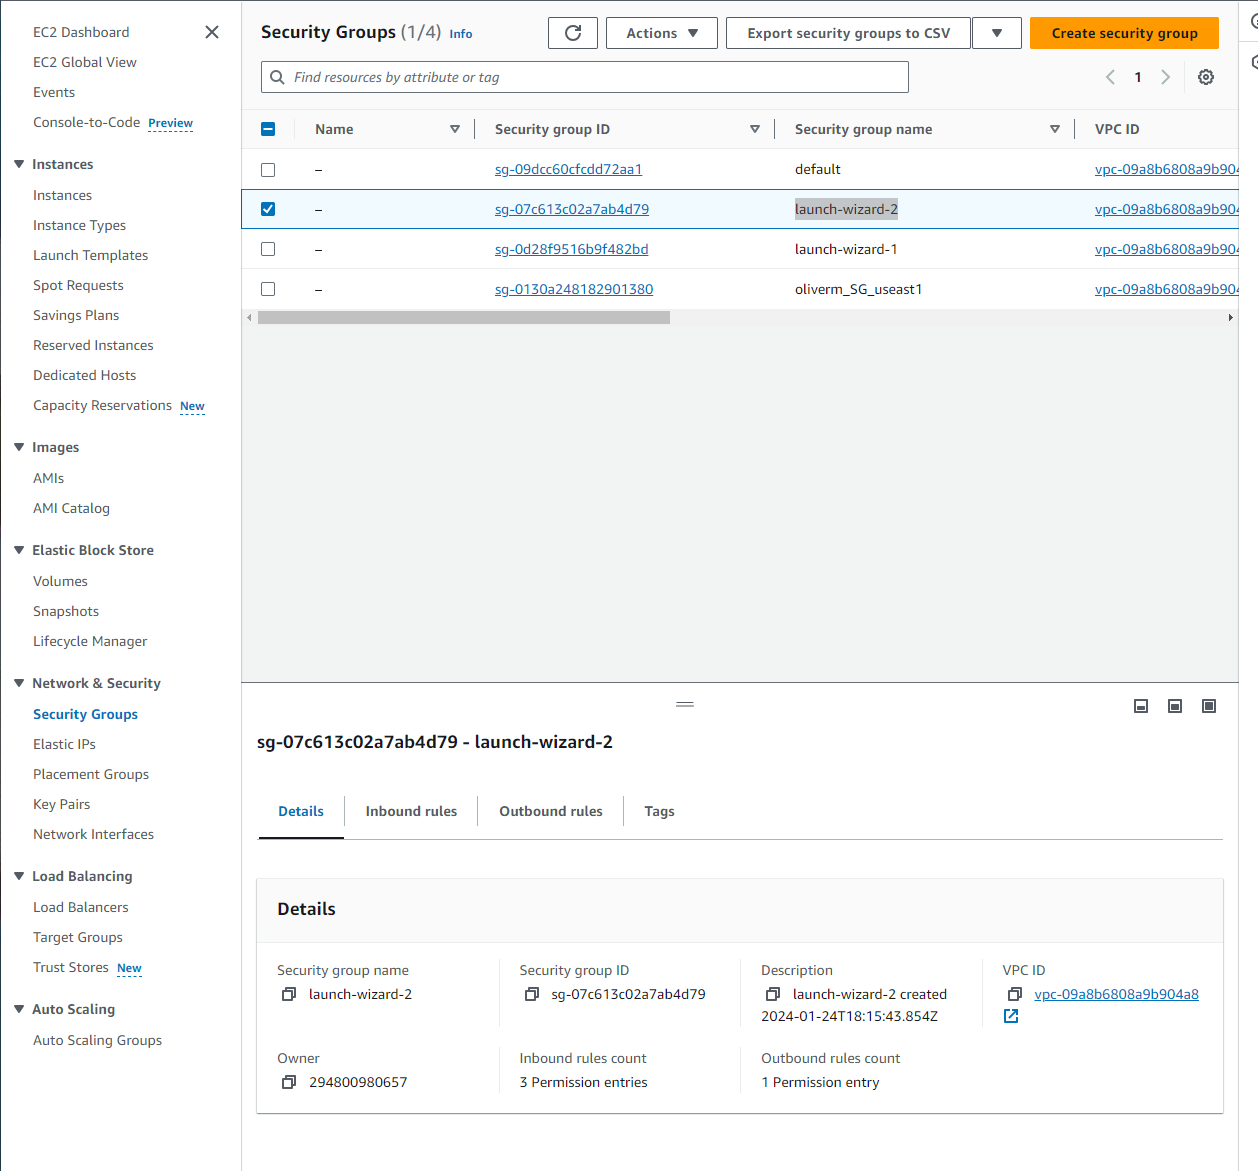 EC2 Dashboard
EC2 Global View
Events
Console-to-Code Preview
Instances
Instances
Instance Types
Launch Templates
Spot Requests
Savings Plans
Reserved Instances
Dedicated Hosts
Capacity Reservations New
Images
AMIs
AMI Catalog
Elastic Block Store
Volumes
Snapshots
Lifecycle Manager
Network & Security
Security Groups
Elastic IPs
Placement Groups
Key Pairs
Network Interfaces
Load Balancing
Load Balancers
Target Groups
Trust Stores New
Auto Scaling
Auto Scaling Groups
Security Groups (1/4) Info
Actions
Export security groups to CSV
Create security group
Find resources by attribute or tag
1
Name Security group ID Security group name VPC ID
– sg-09dcc60cfcdd72aa1 default vpc-09a8b6808a9b904
– sg-07c613c02a7ab4d79 launch-wizard-2 vpc-09a8b6808a9b904
– sg-0d28f9516b9f482bd launch-wizard-1 vpc-09a8b6808a9b904
– sg-0130a248182901380 oliverm_SG_useast1 vpc-09a8b6808a9b904
sg-07c613c02a7ab4d79 - launch-wizard-2
Details Inbound rules Outbound rules Tags
Details
Security group name
launch-wizard-2
Security group ID
sg-07c613c02a7ab4d79
Description
launch-wizard-2 created
2024-01-24T18:15:43.854Z
VPC ID
vpc-09a8b6808a9b904a8
Owner
294800980657
Inbound rules count
3 Permission entries
Outbound rules count
1 Permission entry